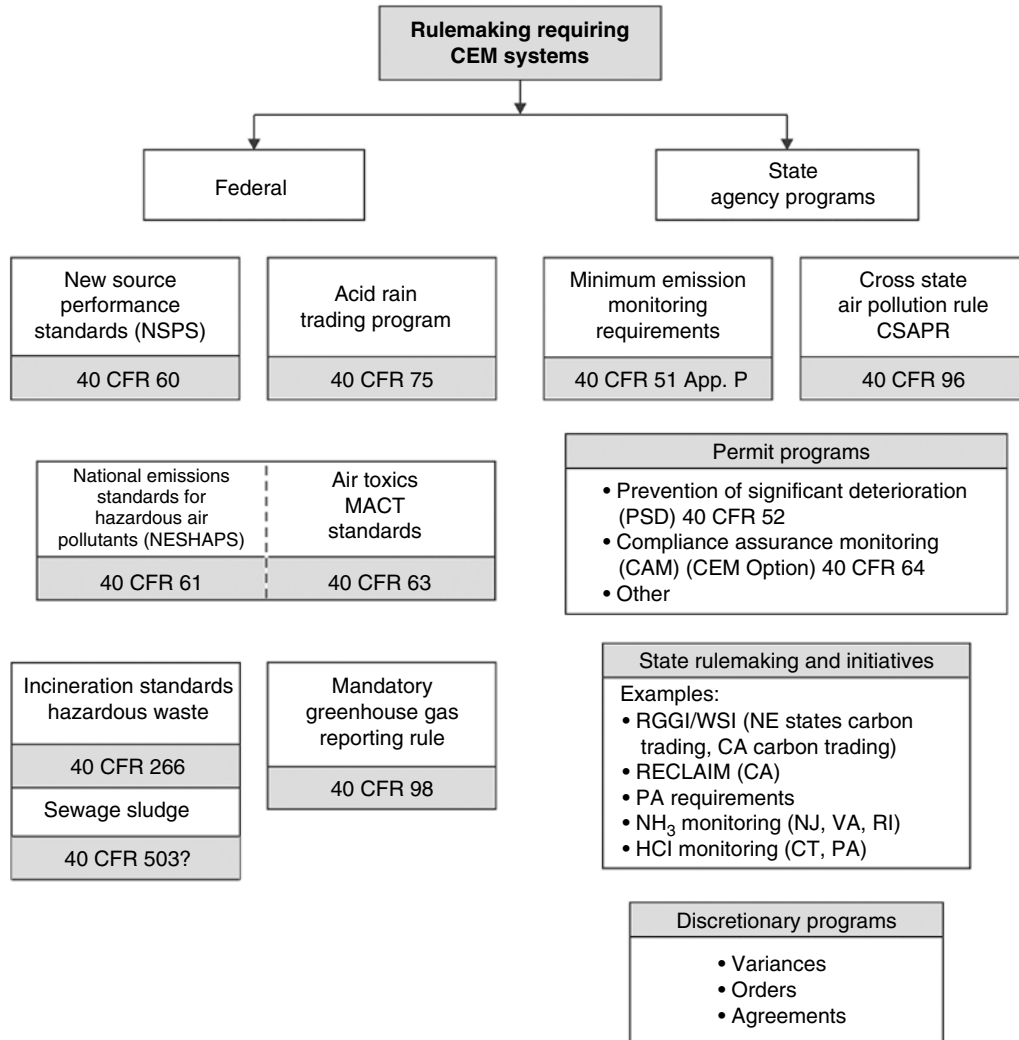 Rulemaking requiring
CEM systems
Federal
State
agency programs
New source
performance
standards (NSPS)
40 CFR 60
Acid rain
trading program
40 CFR 75
Minimum emission
monitoring
requirements
40 CFR 51 App. P
Cross state
air pollution rule
CSAPR
40 CFR 96
National emissions
standards for
hazardous air
pollutants (NESHAPS)
40 CFR 61
Air toxics
MACT
standards
40 CFR 63
Permit programs
• Prevention of significant deterioration
(PSD) 40 CFR 52
• Compliance assurance monitoring
(CAM) (CEM Option) 40 CFR 64
• Other
Incineration standards
hazardous waste
40 CFR 266
Sewage sludge
40 CFR 503?
Mandatory
greenhouse gas
reporting rule
40 CFR 98
State rulemaking and initiatives
Examples:
• RGGI/WSI (NE states carbon
trading, CA carbon trading)
• RECLAIM (CA)
• PA requirements
• NH₃ monitoring (NJ, VA, RI)
• HCl monitoring (CT, PA)
Discretionary programs
• Variances
• Orders
• Agreements